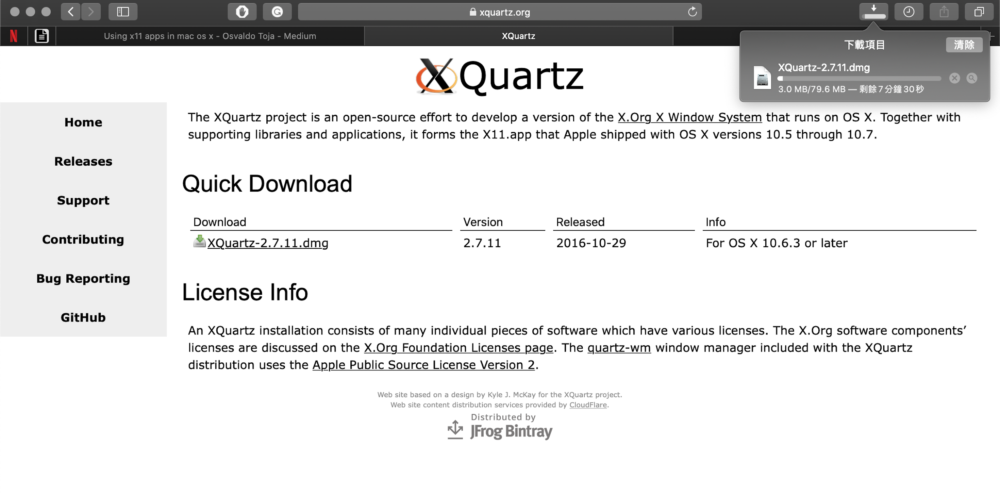 xquartz.org
Using x11 apps in mac os x - Osvaldo Toja - Medium
XQuartz
下載項目
清除
XQuartz-2.7.11.dmg
3.0 MB/79.6 MB — 剩餘7分鐘30秒
XQuartz
Home
Releases
Support
Contributing
Bug Reporting
GitHub
The XQuartz project is an open-source effort to develop a version of the X.Org X Window System that runs on OS X. Together with
supporting libraries and applications, it forms the X11.app that Apple shipped with OS X versions 10.5 through 10.7.
Quick Download
Download Version Released Info
XQuartz-2.7.11.dmg 2.7.11 2016-10-29 For OS X 10.6.3 or later
License Info
An XQuartz installation consists of many individual pieces of software which have various licenses. The X.Org software components’
licenses are discussed on the X.Org Foundation Licenses page. The quartz-wm window manager included with the XQuartz
distribution uses the Apple Public Source License Version 2.
Web site based on a design by Kyle J. McKay for the XQuartz project.
Web site content distribution services provided by CloudFlare.
Distributed by
JFrog Bintray